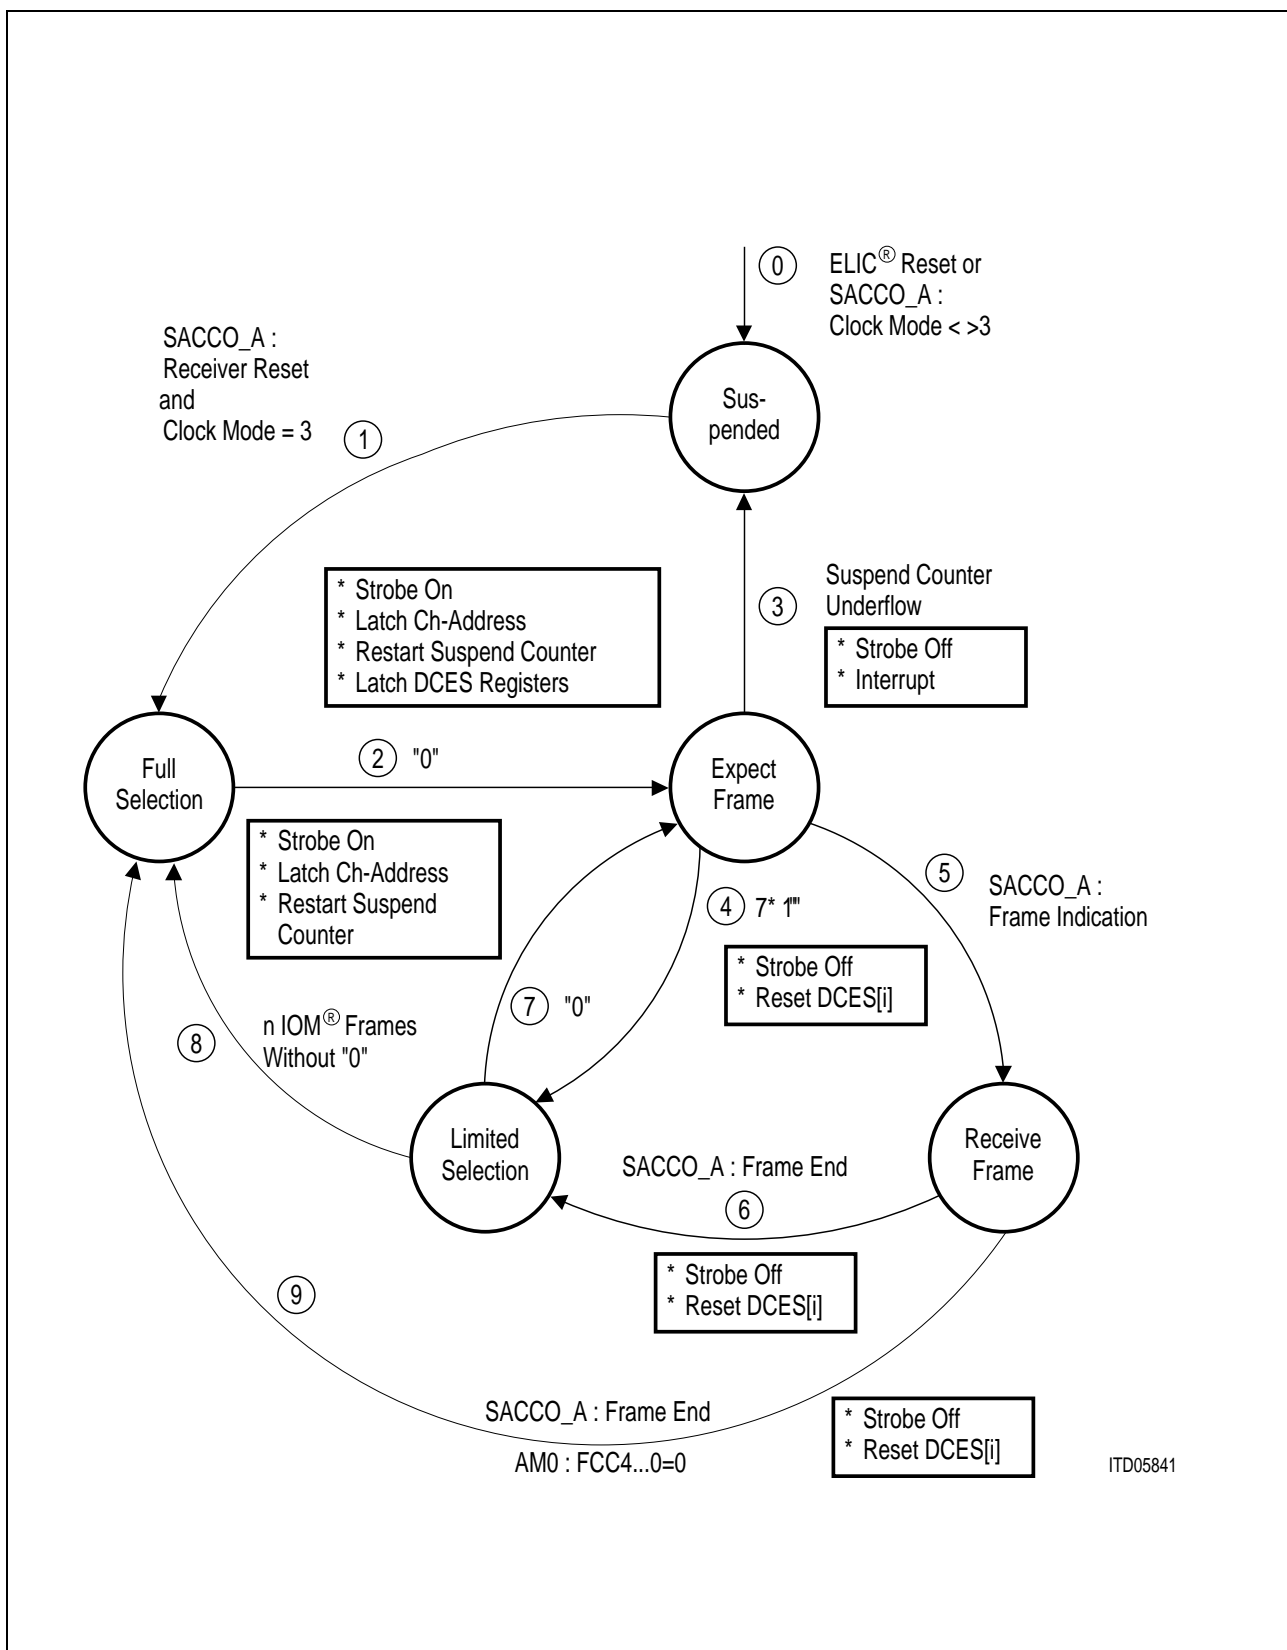 0
ELIC® Reset or
SACCO_A :
Clock Mode < >3
SACCO_A :
Receiver Reset
and
Clock Mode = 3
1
Sus-
pended
* Strobe On
* Latch Ch-Address
* Restart Suspend Counter
* Latch DCES Registers
3
Suspend Counter
Underflow
* Strobe Off
* Interrupt
Full
Selection
2 "0"
Expect
Frame
* Strobe On
* Latch Ch-Address
* Restart Suspend
Counter
4 7* 1""
5
SACCO_A :
Frame Indication
* Strobe Off
* Reset DCES[i]
7 "0"
8
n IOM® Frames
Without "0"
Limited
Selection
SACCO_A : Frame End
6
Receive
Frame
* Strobe Off
* Reset DCES[i]
9
SACCO_A : Frame End
AM0 : FCC4...0=0
* Strobe Off
* Reset DCES[i]
ITD05841